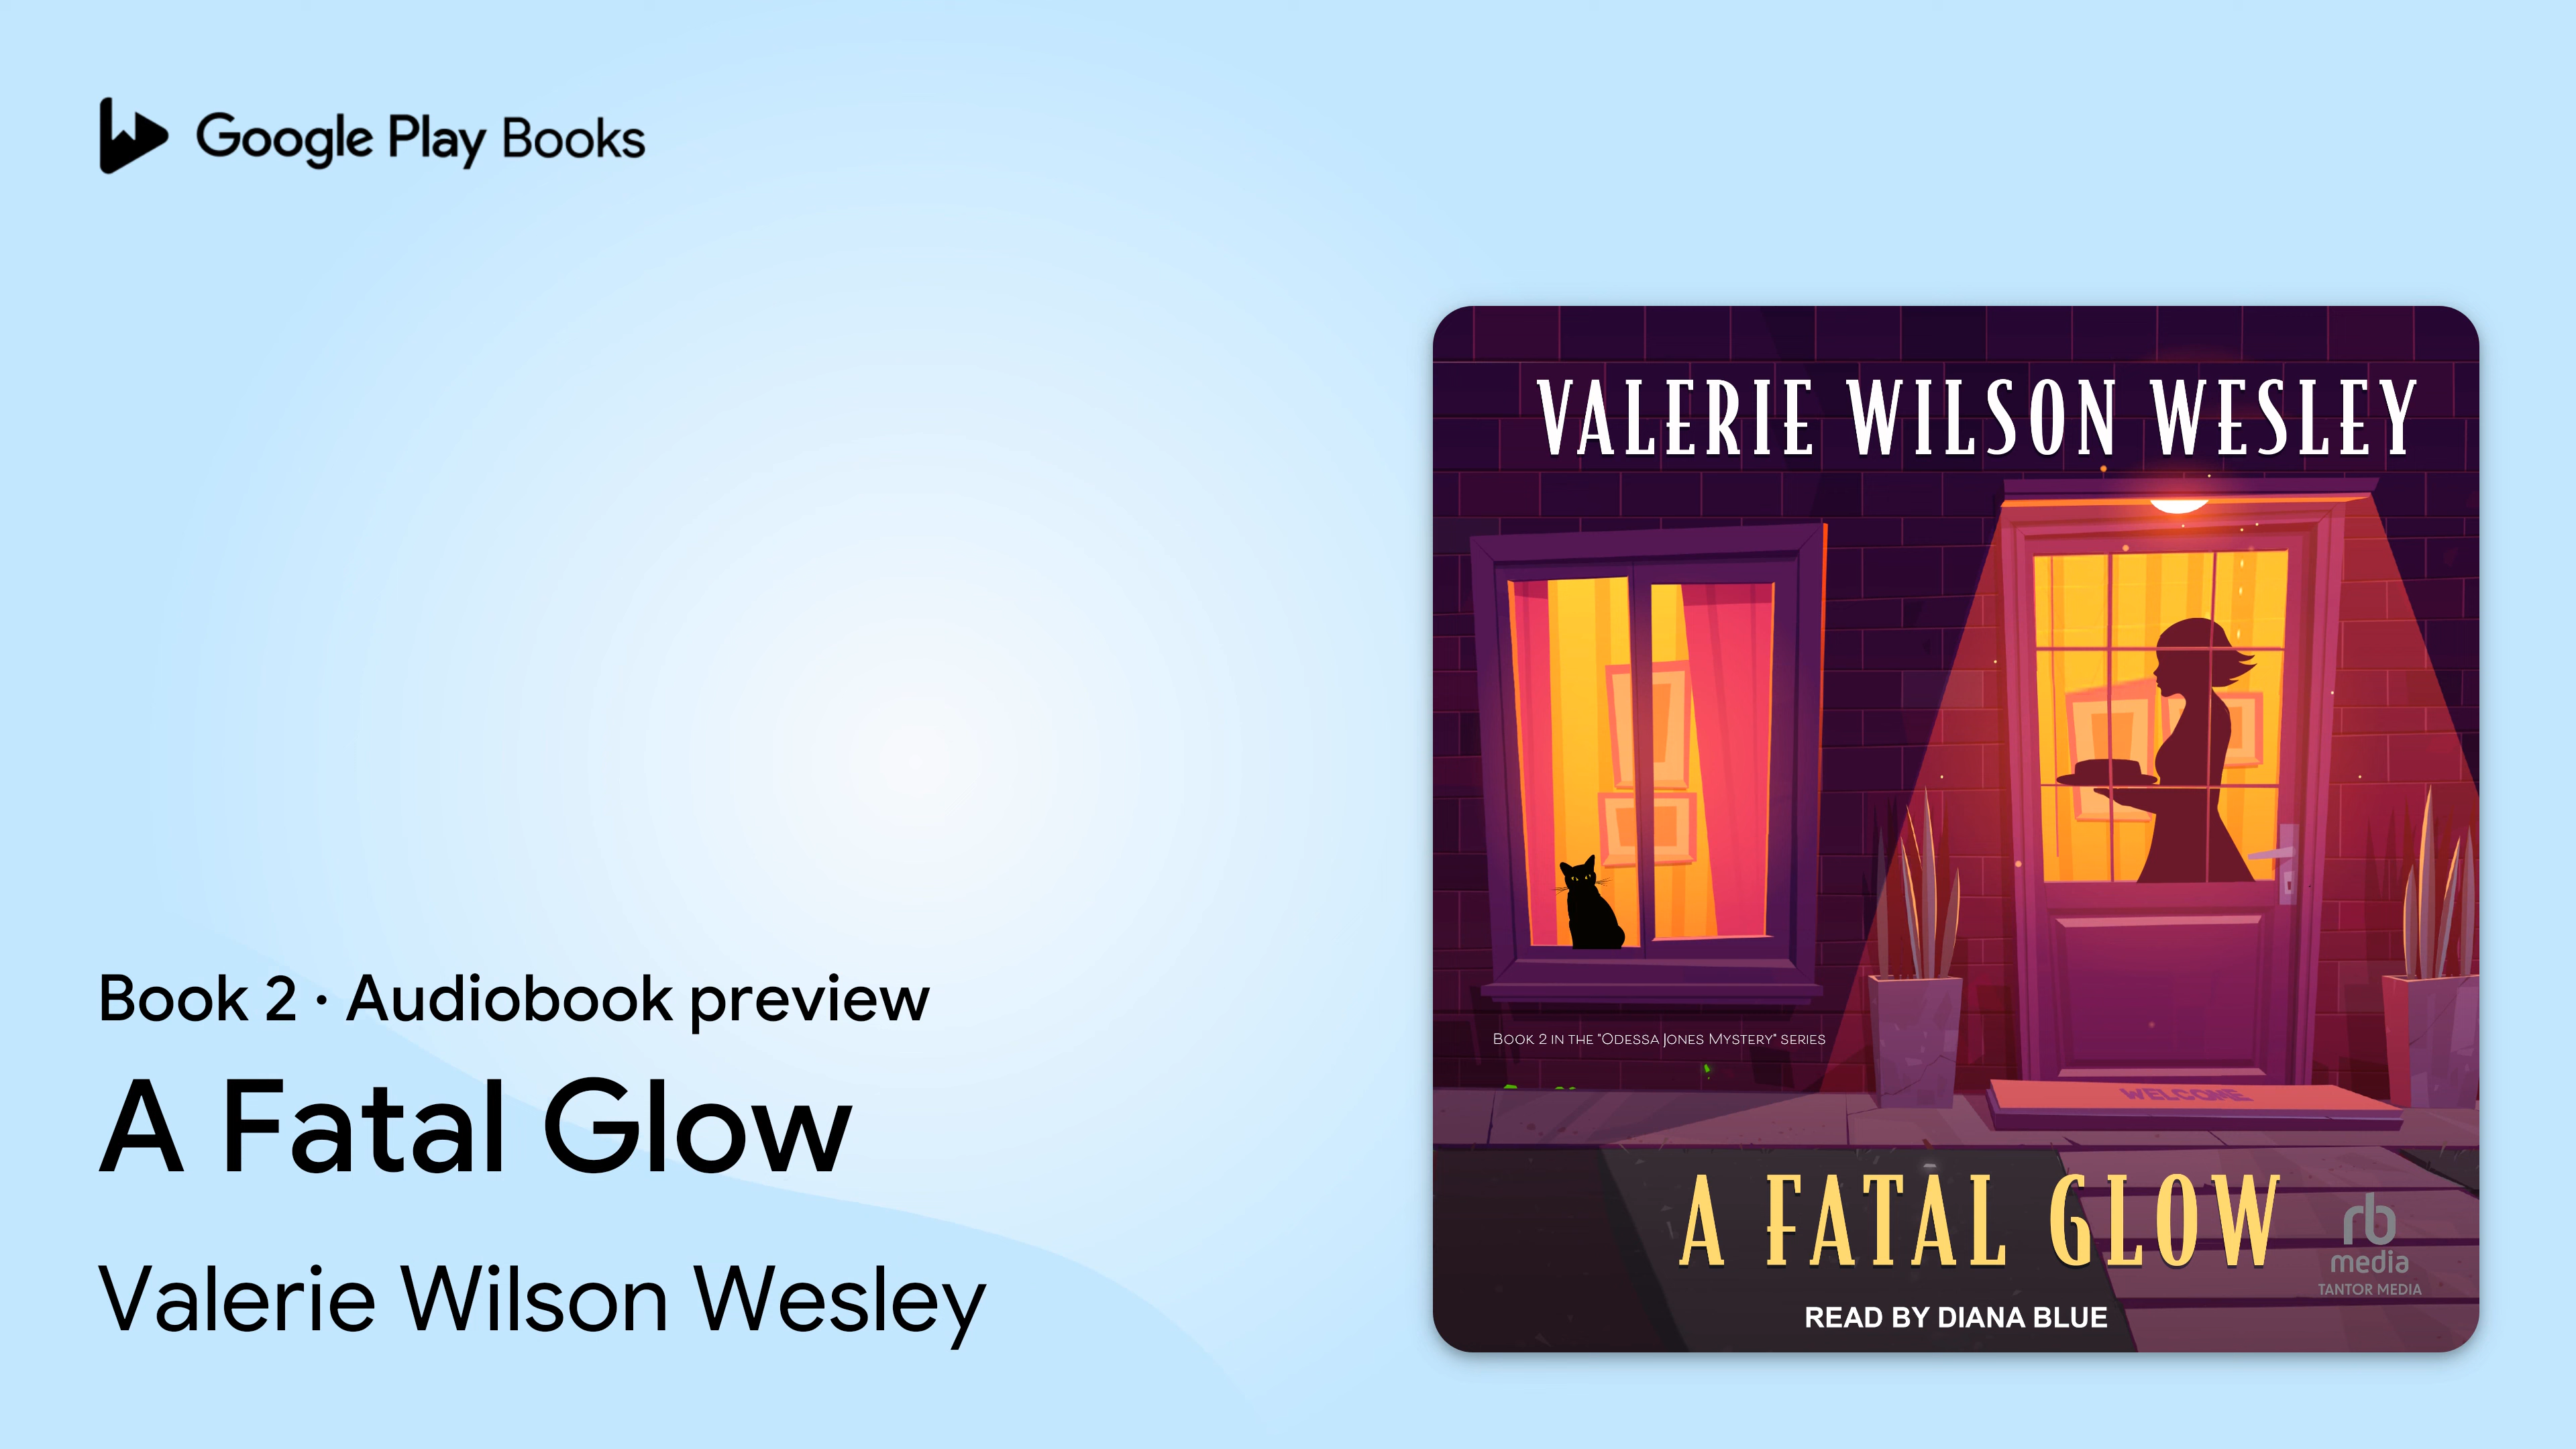 Google Play Books
Book 2 · Audiobook preview
A Fatal Glow
Valerie Wilson Wesley
VALERIE WILSON WESLEY
BOOK 2 IN THE "ODESSA JONES MYSTERY" SERIES
WELCOME
A FATAL GLOW
rb
media
TANTOR MEDIA
READ BY DIANA BLUE